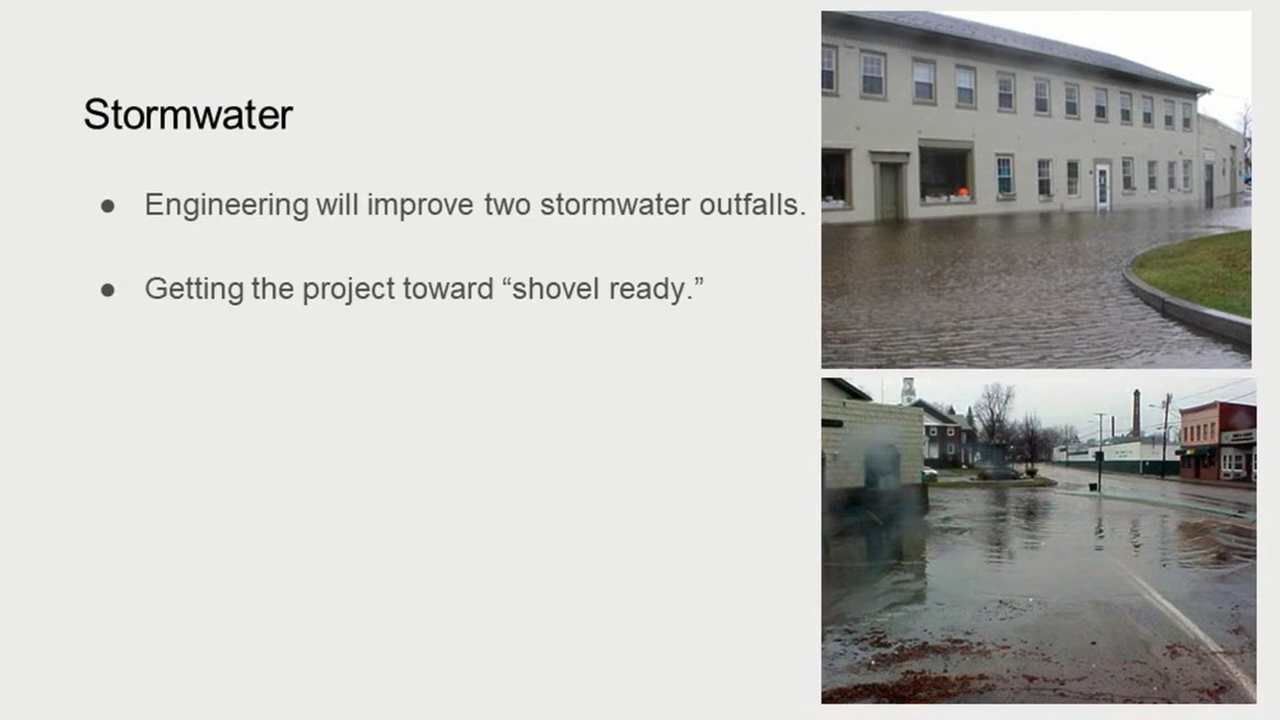 Stormwater
● Engineering will improve two stormwater outfalls.
● Getting the project toward “shovel ready.”